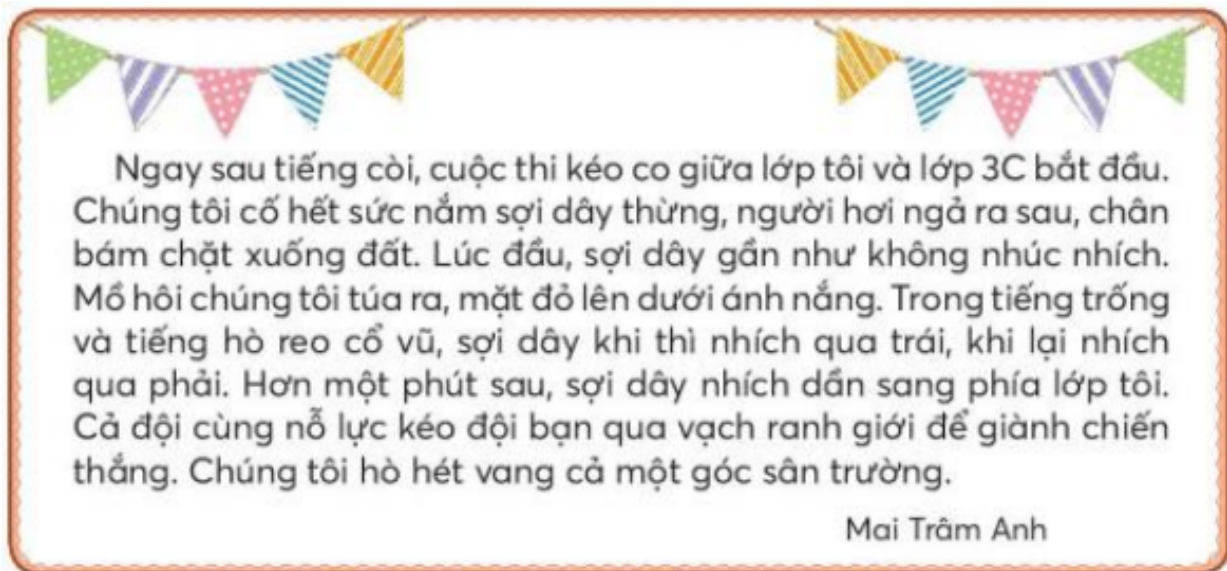 Ngay sau tiếng còi, cuộc thi kéo co giữa lớp tôi và lớp 3C bắt đầu.
Chúng tôi cố hết sức nắm sợi dây thừng, người hơi ngả ra sau, chân
bám chặt xuống đất. Lúc đầu, sợi dây gần như không nhúc nhích.
Mồ hôi chúng tôi túa ra, mặt đỏ lên dưới ánh nắng. Trong tiếng trống
và tiếng hò reo cổ vũ, sợi dây khi thì nhích qua trái, khi lại nhích
qua phải. Hơn một phút sau, sợi dây nhích dần sang phía lớp tôi.
Cả đội cùng nỗ lực kéo đội bạn qua vạch ranh giới để giành chiến
thắng. Chúng tôi hò hét vang cả một góc sân trường.
Mai Trâm Anh